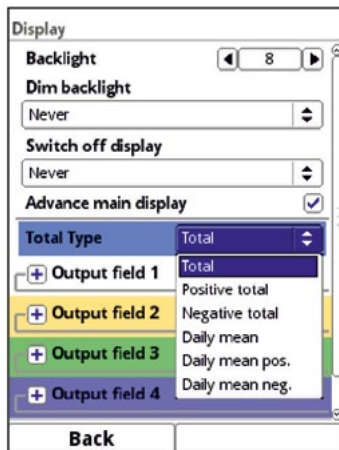 Display
Backlight 8
Dim backlight
Never
Switch off display
Never
Advance main display
Total Type Total
Total
Output field 1
Positive total
Output field 2
Negative total
Daily mean
Output field 3
Daily mean pos.
Daily mean neg.
Output field 4
Back